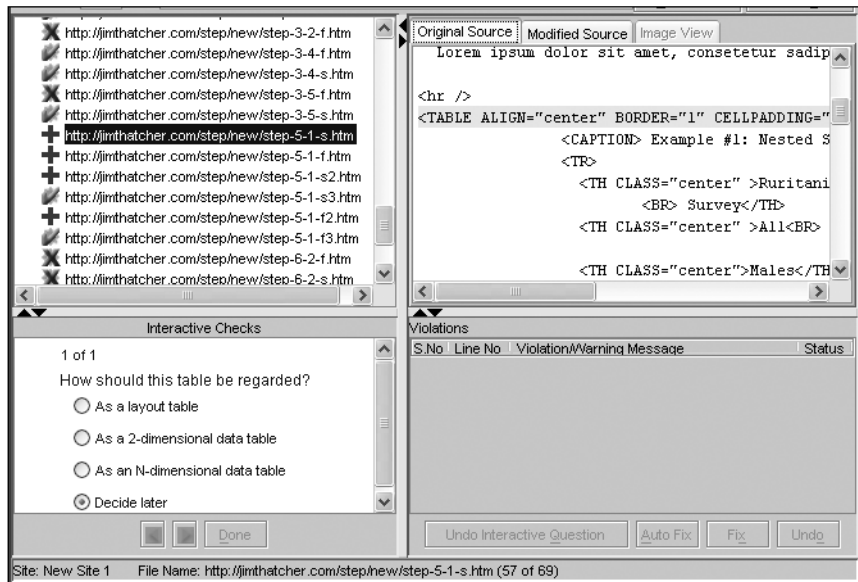 http://jimthatcher.com/step/new/step-3-2-f.htm
http://jimthatcher.com/step/new/step-3-4-f.htm
http://jimthatcher.com/step/new/step-3-4-s.htm
http://jimthatcher.com/step/new/step-3-5-f.htm
http://jimthatcher.com/step/new/step-3-5-s.htm
http://jimthatcher.com/step/new/step-5-1-s.htm
http://jimthatcher.com/step/new/step-5-1-f.htm
http://jimthatcher.com/step/new/step-5-1-s2.htm
http://jimthatcher.com/step/new/step-5-1-s3.htm
http://jimthatcher.com/step/new/step-5-1-f2.htm
http://jimthatcher.com/step/new/step-5-1-f3.htm
http://jimthatcher.com/step/new/step-6-2-f.htm
http://jimthatcher.com/step/new/step-6-2-s.htm
Original Source Modified Source Image View
Lorem ipsum dolor sit amet, consetetur sadip
<hr />
<TABLE ALIGN="center" BORDER="1" CELLPADDING="
<CAPTION> Example #1: Nested S
<TR>
<TH CLASS="center" >Ruritani
<BR> Survey</TH>
<TH CLASS="center" >All<BR>
<TH CLASS="center">Males</TH
Interactive Checks
1 of 1
How should this table be regarded?
As a layout table
As a 2-dimensional data table
As an N-dimensional data table
Decide later
Done
Violations
S.No Line No Violation/Warning Message Status
Undo Interactive Question Auto Fix Fix Undo
Site: New Site 1 File Name: http://jimthatcher.com/step/new/step-5-1-s.htm (57 of 69)